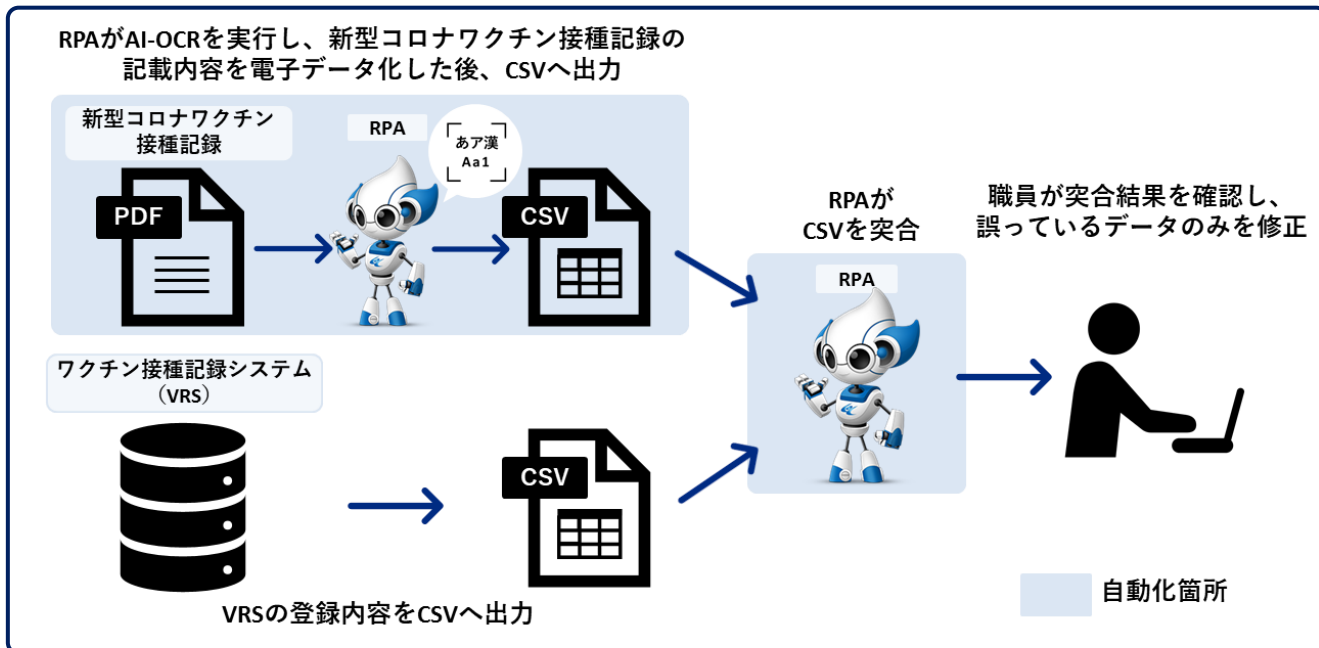 RPAがAI-OCRを実行し、新型コロナワクチン接種記録の
記載内容を電子データ化した後、CSVへ出力
新型コロナワクチン
接種記録
RPA
あア漢
Aa1
PDF
CSV
RPAが
CSVを突合
RPA
職員が突合結果を確認し、
誤っているデータのみを修正
ワクチン接種記録システム
（VRS）
CSV
VRSの登録内容をCSVへ出力
自動化箇所